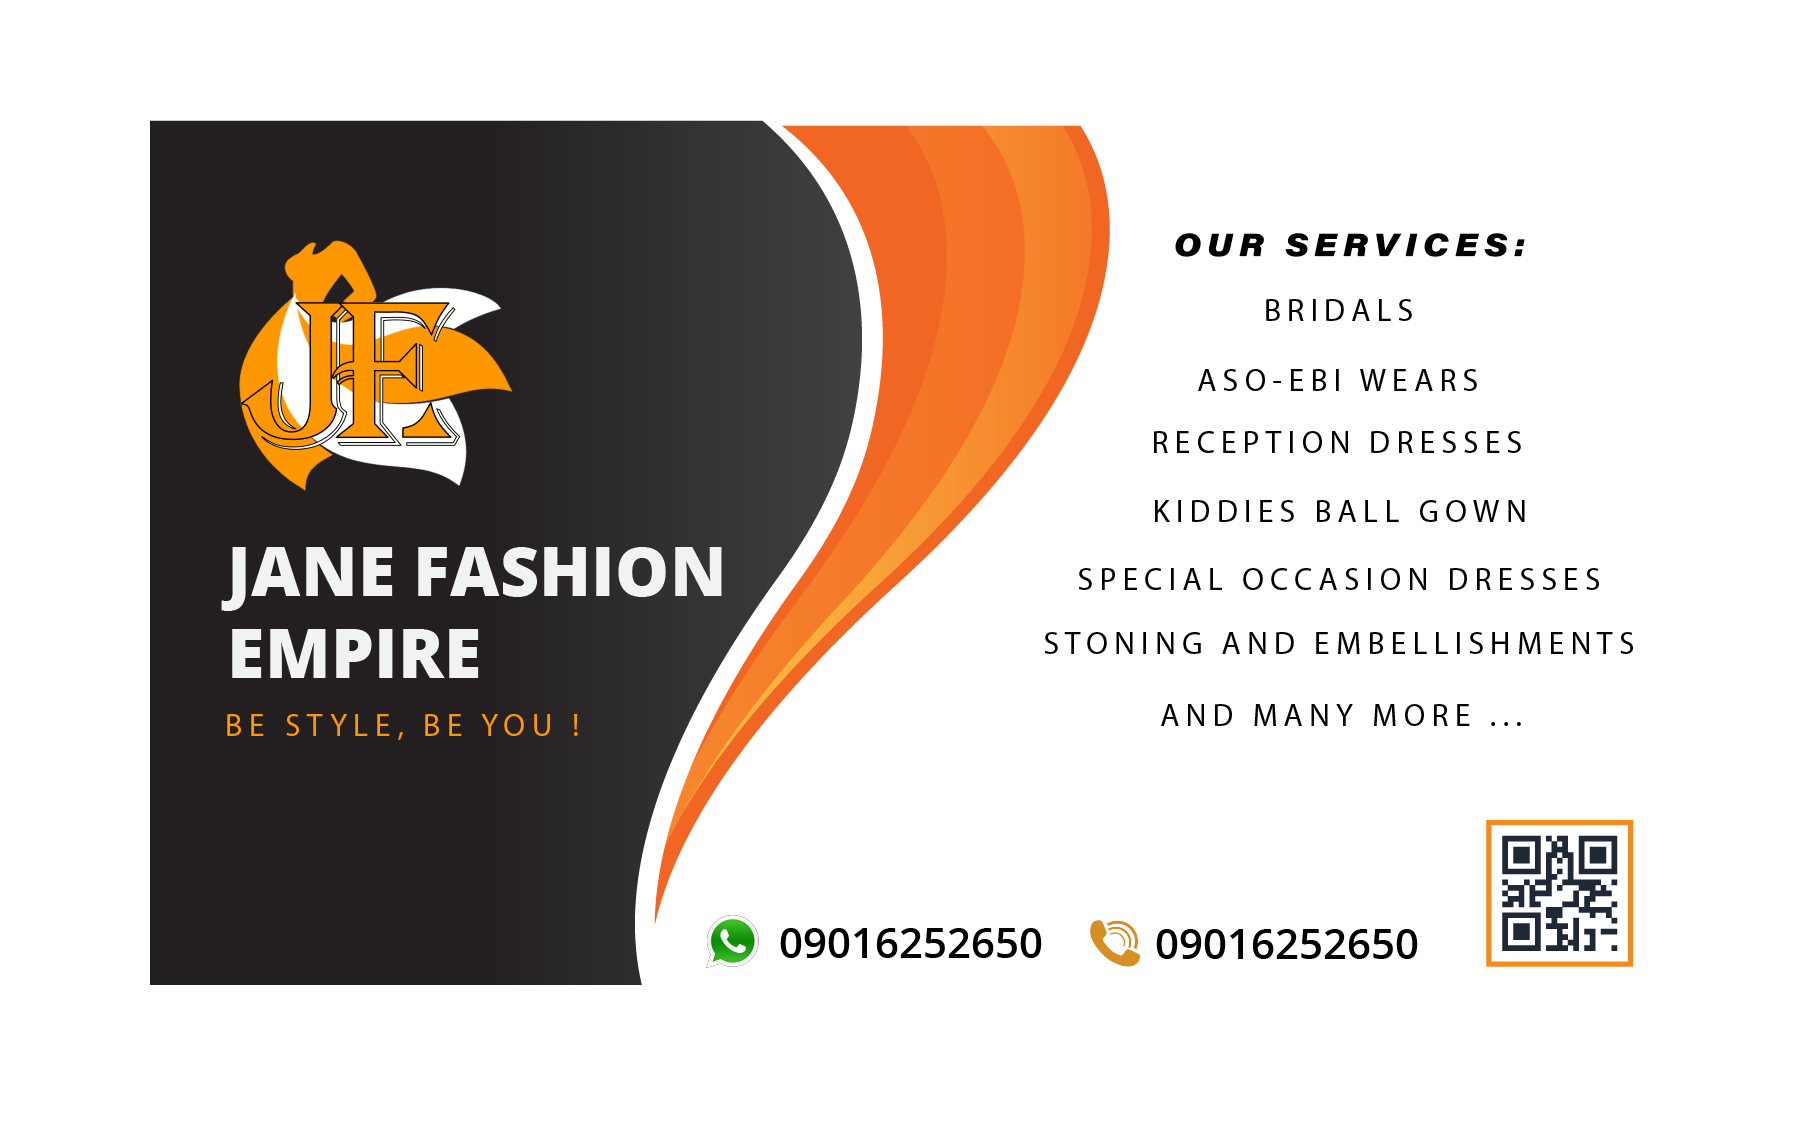 JFE
JANE FASHION
EMPIRE
BE STYLE, BE YOU !
OUR SERVICES:
BRIDALS
ASO-EBI WEARS
RECEPTION DRESSES
KIDDIES BALL GOWN
SPECIAL OCCASION DRESSES
STONING AND EMBELLISHMENTS
AND MANY MORE ...
09016252650
09016252650